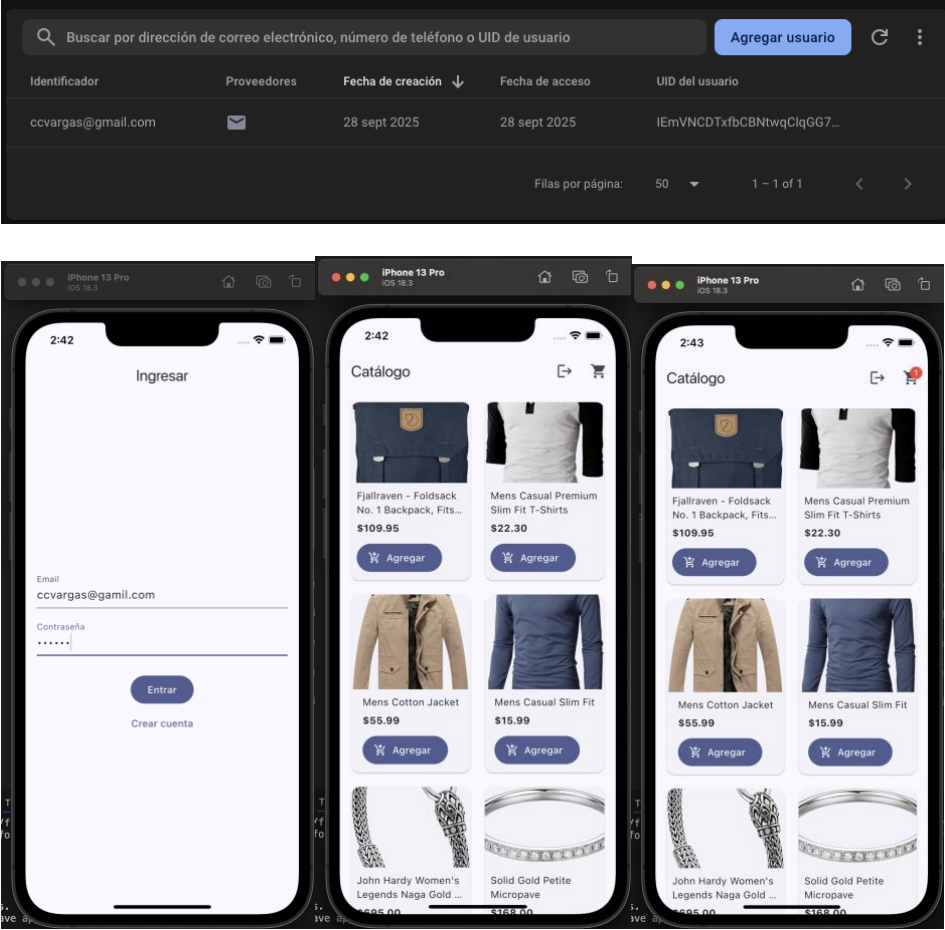 Buscar por dirección de correo electrónico, número de teléfono o UID de usuario
Agregar usuario
Identificador Proveedores Fecha de creación Fecha de acceso UID del usuario
ccvargas@gmail.com 28 sept 2025 28 sept 2025 IEmVNCDTxfbCBNtwqClqGG7...
Filas por página: 50 1 – 1 of 1
iPhone 13 Pro
iOS 18.3
2:42
Ingresar
Email
ccvargas@gamil.com
Contraseña
••••••
Entrar
Crear cuenta
iPhone 13 Pro
iOS 18.3
2:42
Catálogo
Fjallraven - Foldsack
No. 1 Backpack, Fits...
$109.95
Agregar
Mens Casual Premium
Slim Fit T-Shirts
$22.30
Agregar
Mens Cotton Jacket
$55.99
Agregar
Mens Casual Slim Fit
$15.99
Agregar
John Hardy Women's
Legends Naga Gold ...
$695.00
Solid Gold Petite
Micropave
$168.00
iPhone 13 Pro
iOS 18.3
2:43
Catálogo
1
Fjallraven - Foldsack
No. 1 Backpack, Fits...
$109.95
Agregar
Mens Casual Premium
Slim Fit T-Shirts
$22.30
Agregar
Mens Cotton Jacket
$55.99
Agregar
Mens Casual Slim Fit
$15.99
Agregar
John Hardy Women's
Legends Naga Gold ...
$695.00
Solid Gold Petite
Micropave
$168.00